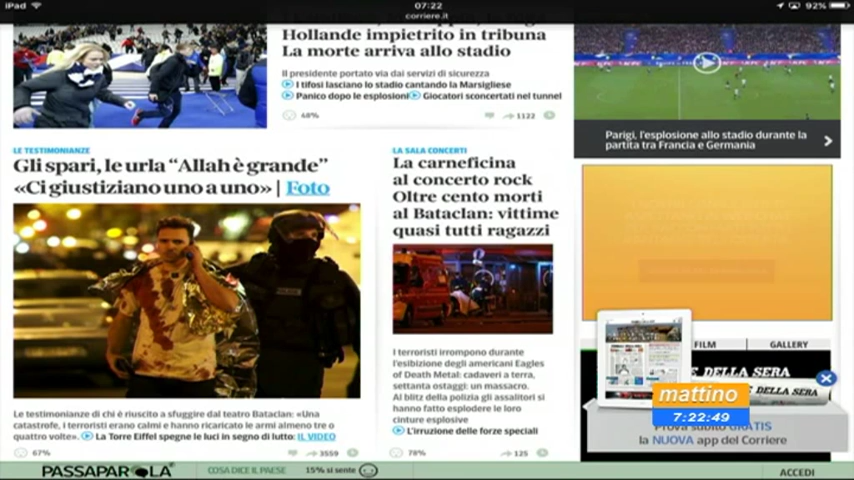 iPad
07:22
corriere.it
92%
Hollande impietrito in tribuna
La morte arriva allo stadio
Il presidente portato via dai servizi di sicurezza
I tifosi lasciano lo stadio cantando la Marsigliese
Panico dopo le esplosioni Giocatori sconcertati nel tunnel
68%
1122
Parigi, l'esplosione allo stadio durante la
partita tra Francia e Germania
LE TESTIMONIANZE
Gli spari, le urla “Allah è grande”
«Ci giustiziano uno a uno» | Foto
LA SALA CONCERTI
La carneficina
al concerto rock
Oltre cento morti
al Bataclan: vittime
quasi tutti ragazzi
I terroristi irrompono durante
l'esibizione degli americani Eagles
of Death Metal: cadaveri a terra,
settanta ostaggi: un massacro.
Al blitz della polizia gli assalitori si
hanno fatto esplodere le loro
cinture esplosive
L'irruzione delle forze speciali
78%
125
Le testimonianze di chi è riuscito a sfuggire dal teatro Bataclan: «Una
catastrofe, i terroristi erano calmi e hanno ricaricato le armi almeno tre o
quattro volte». La Torre Eiffel spegne le luci in segno di lutto: IL VIDEO
67%
3559
FILM
GALLERY
DELLA SERA
DELLA SERA
mattino
7:22:49
Prova subito GRATIS
la NUOVA app del Corriere
PASSAPAROLA
COSA DICE IL PAESE
15% si sente
ACCEDI